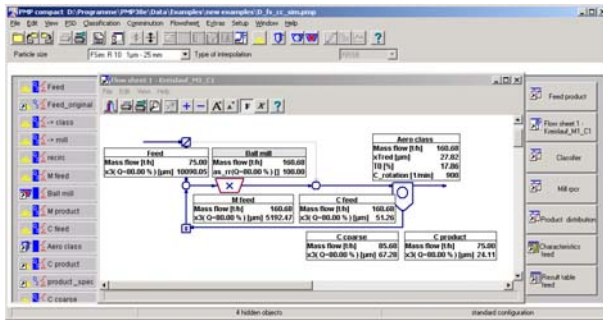 PMP compact D:\Programme\PMP38e\Data\Examples\new examples\D_fs_cc_sim.pmp
File Edit View PSD Classification Comminution Flowsheet Extras Setup Window Help
Particle size
FSim R 10 1µm - 25 mm
Type of interpolation
Flow sheet 1 - Kreislauf_M1_C1
File Edit View Help
Feed
Feed_original
-> class
-> mill
recirc
M feed
Ball mill
M product
C feed
Aero class
C product
product_spec
C coarse
Feed
Mass flow [t/h] 75.00
x3( Q=80.00 % ) [µm] 10090.05
Ball mill
Mass flow [t/h] 160.68
as_rr(Q=80.00 %) [] 100.00
Aero class
Mass flow [t/h] 160.68
xTred [µm] 27.02
T0 [%] 17.86
C_rotation [1/min] 900
M feed
Mass flow [t/h] 160.68
x3( Q=80.00 % ) [µm] 5192.47
C feed
Mass flow [t/h] 160.68
x3( Q=80.00 % ) [µm] 51.26
C coarse
Mass flow [t/h] 85.68
x3( Q=80.00 % ) [µm] 67.28
C product
Mass flow [t/h] 75.00
x3( Q=80.00 % ) [µm] 24.11
Feed product
Flow sheet 1 -
Kreislauf_M1_C1
Classifier
Mill rpcs
Product distribution
Characteristics
feed
Result table
feed
4 hidden objects
standard configuration